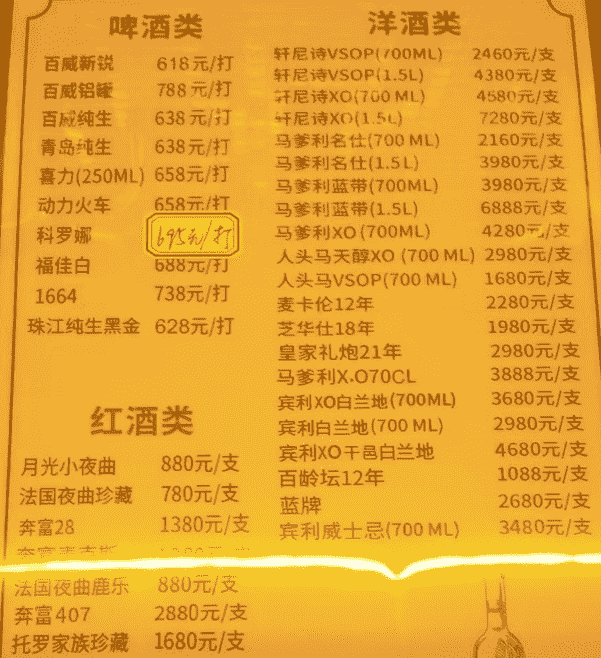 啤酒类
百威新锐 618元/打
百威铝罐 788元/打
百威纯生 638元/打
青岛纯生 638元/打
喜力(250ML) 658元/打
动力火车 658元/打
科罗娜 695元/打
福佳白 688元/打
1664 738元/打
珠江纯生黑金 628元/打
红酒类
月光小夜曲 880元/支
法国夜曲珍藏 780元/支
奔富28 1380元/支
法国夜曲鹿乐 880元/支
奔富407 2880元/支
托罗家族珍藏 1680元/支
洋酒类
轩尼诗VSOP(700ML) 2460元/支
轩尼诗VSOP(1.5L) 4380元/支
轩尼诗XO(700ML) 4580元/支
轩尼诗XO(1.5L) 7280元/支
马爹利名仕(700ML) 2160元/支
马爹利名仕(1.5L) 3980元/支
马爹利蓝带(700ML) 3980元/支
马爹利蓝带(1.5L) 6888元/支
马爹利XO(700ML) 4280元/支
人头马天醇XO(700ML) 2980元/支
人头马VSOP(700ML) 1680元/支
麦卡伦12年 2280元/支
芝华仕18年 1980元/支
皇家礼炮21年 2980元/支
马爹利X.O70CL 3888元/支
宾利XO白兰地(700ML) 3680元/支
宾利白兰地(700ML) 2980元/支
宾利XO干邑白兰地 4680元/支
百龄坛12年 1088元/支
蓝牌 2680元/支
宾利威士忌(700ML) 3480元/支